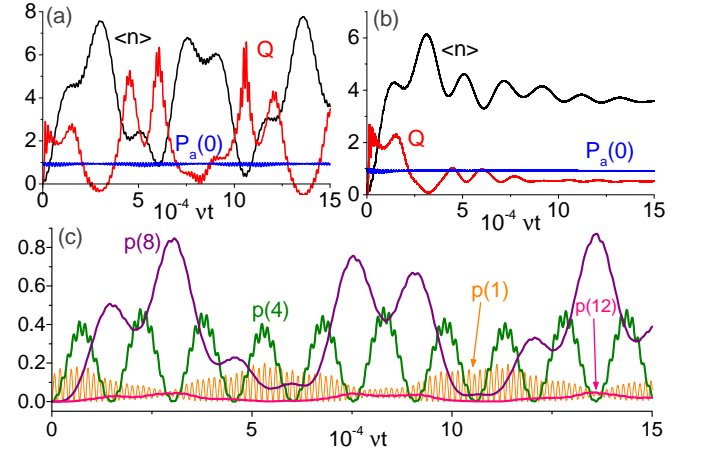 (a) (b)
8
6
4
2
0
<n>
Q
P_a(0)
0 5 10 15
10⁻⁴ νt
6
4
2
0
<n>
Q
P_a(0)
0 5 10 15
10⁻⁴ νt
(c)
0.8
0.6
0.4
0.2
0.0
p(8)
p(4)
p(1)
p(12)
0 5 10 15
10⁻⁴ νt